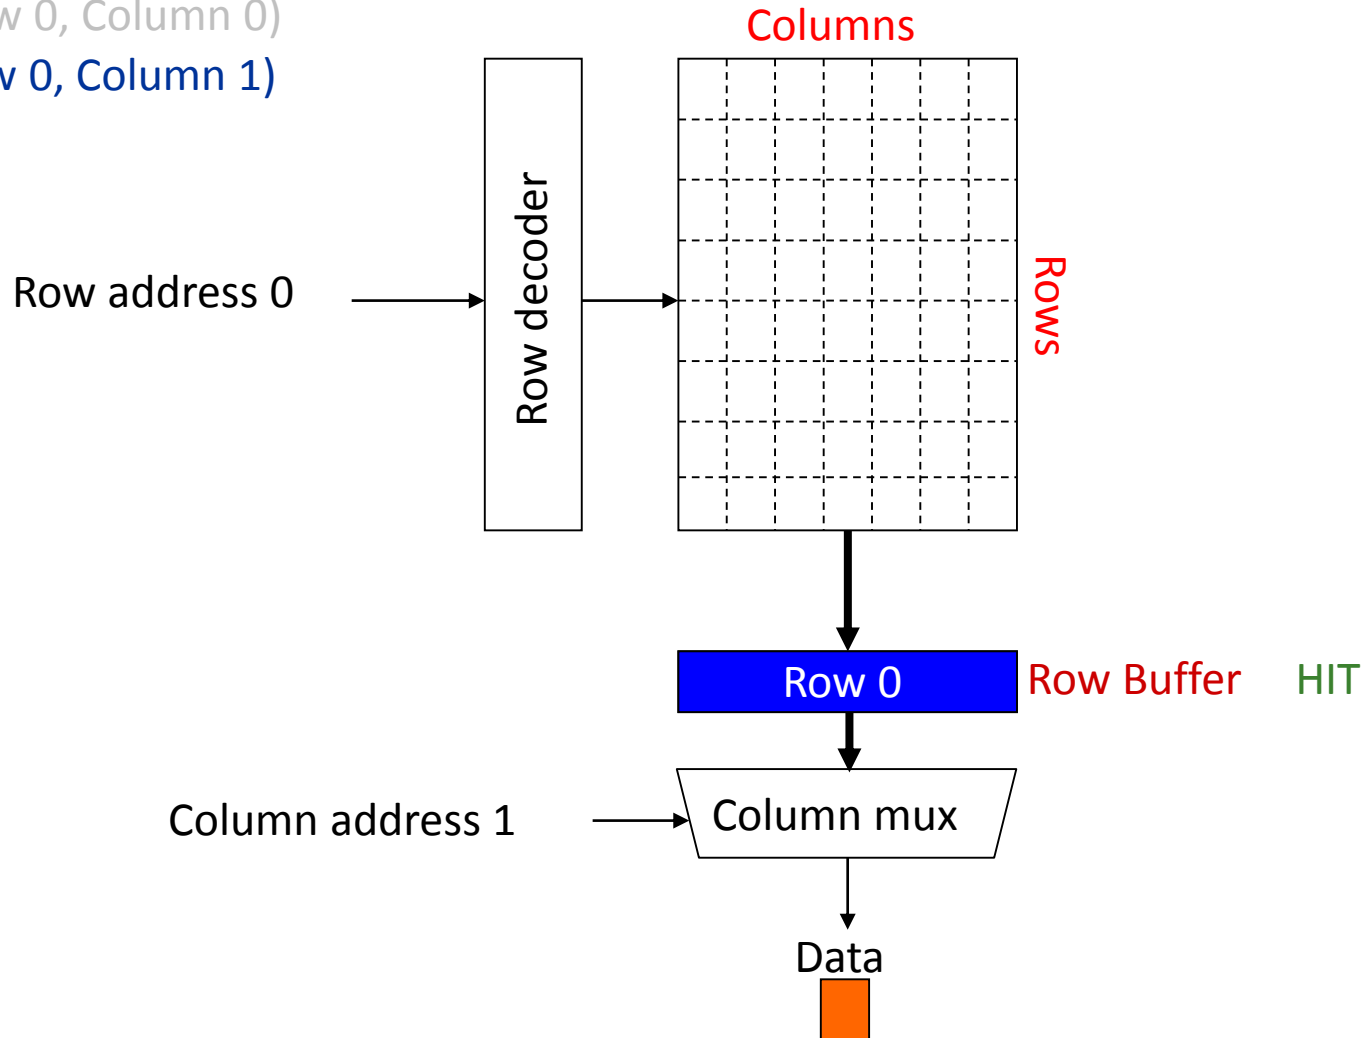 0, Column 0)
0, Column 1)
Columns
Row decoder
Row address 0
Rows
Row 0
Row Buffer
HIT
Column address 1
Column mux
Data